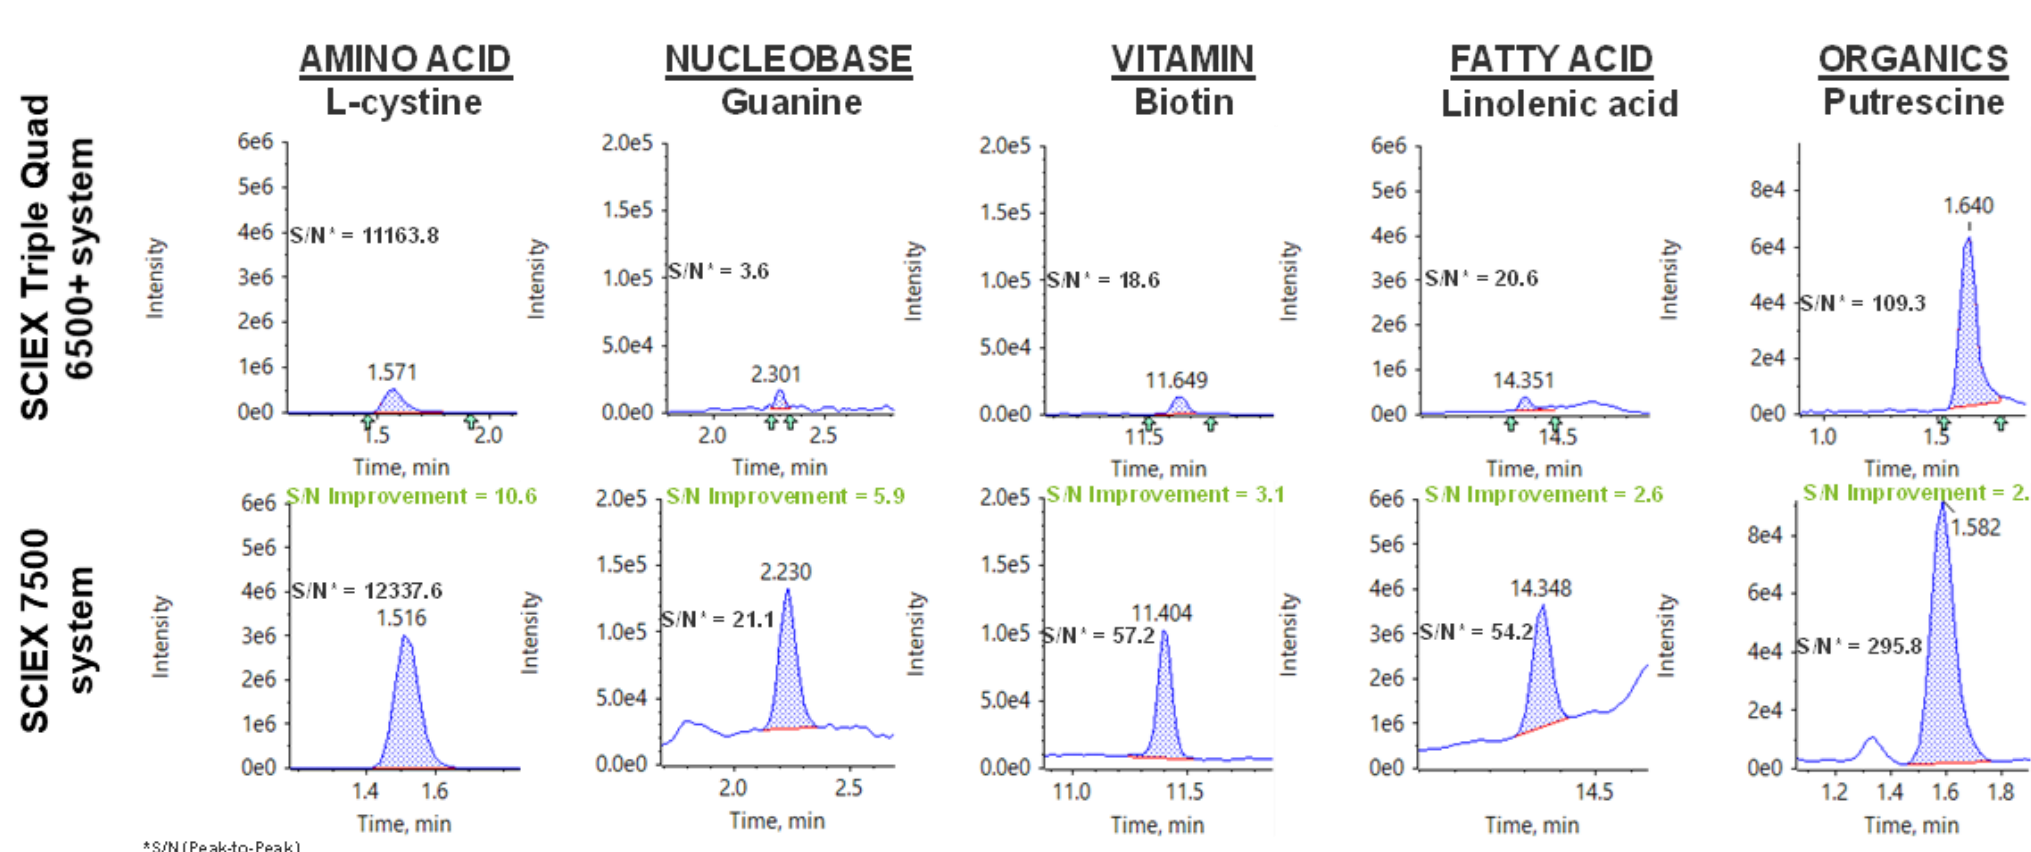 AMINO ACID
L-cystine
NUCLEOBASE
Guanine
VITAMIN
Biotin
FATTY ACID
Linolenic acid
ORGANICS
Putrescine
SCIEX Triple Quad
6500+ system
Intensity
6e6
5e6
4e6
3e6
2e6
1e6
0e0
S/N* = 11163.8
1.571
1.5
2.0
Time, min
Intensity
2.0e5
1.5e5
1.0e5
5.0e4
0.0e0
S/N* = 3.6
2.301
2.0
2.5
Time, min
Intensity
2.0e5
1.5e5
1.0e5
5.0e4
0.0e0
S/N* = 18.6
11.649
11.5
Time, min
Intensity
6e6
5e6
4e6
3e6
2e6
1e6
0e0
S/N* = 20.6
14.351
14.5
Time, min
Intensity
8e4
6e4
4e4
2e4
0e0
S/N* = 109.3
1.640
1.0
1.5
Time, min
SCIEX 7500
system
S/N Improvement = 10.6
Intensity
6e6
5e6
4e6
3e6
2e6
1e6
0e0
S/N* = 12337.6
1.516
1.4
1.6
Time, min
S/N Improvement = 5.9
Intensity
2.0e5
1.5e5
1.0e5
5.0e4
0.0e0
S/N* = 21.1
2.230
2.0
2.5
Time, min
S/N Improvement = 3.1
Intensity
2.0e5
1.5e5
1.0e5
5.0e4
0.0e0
S/N* = 57.2
11.404
11.0
11.5
Time, min
S/N Improvement = 2.6
Intensity
6e6
5e6
4e6
3e6
2e6
1e6
0e0
S/N* = 54.2
14.348
14.5
Time, min
S/N Improvement = 2.
Intensity
8e4
6e4
4e4
2e4
0e0
S/N* = 295.8
1.582
1.2
1.4
1.6
1.8
Time, min
*S/N (Peak-to-Peak)